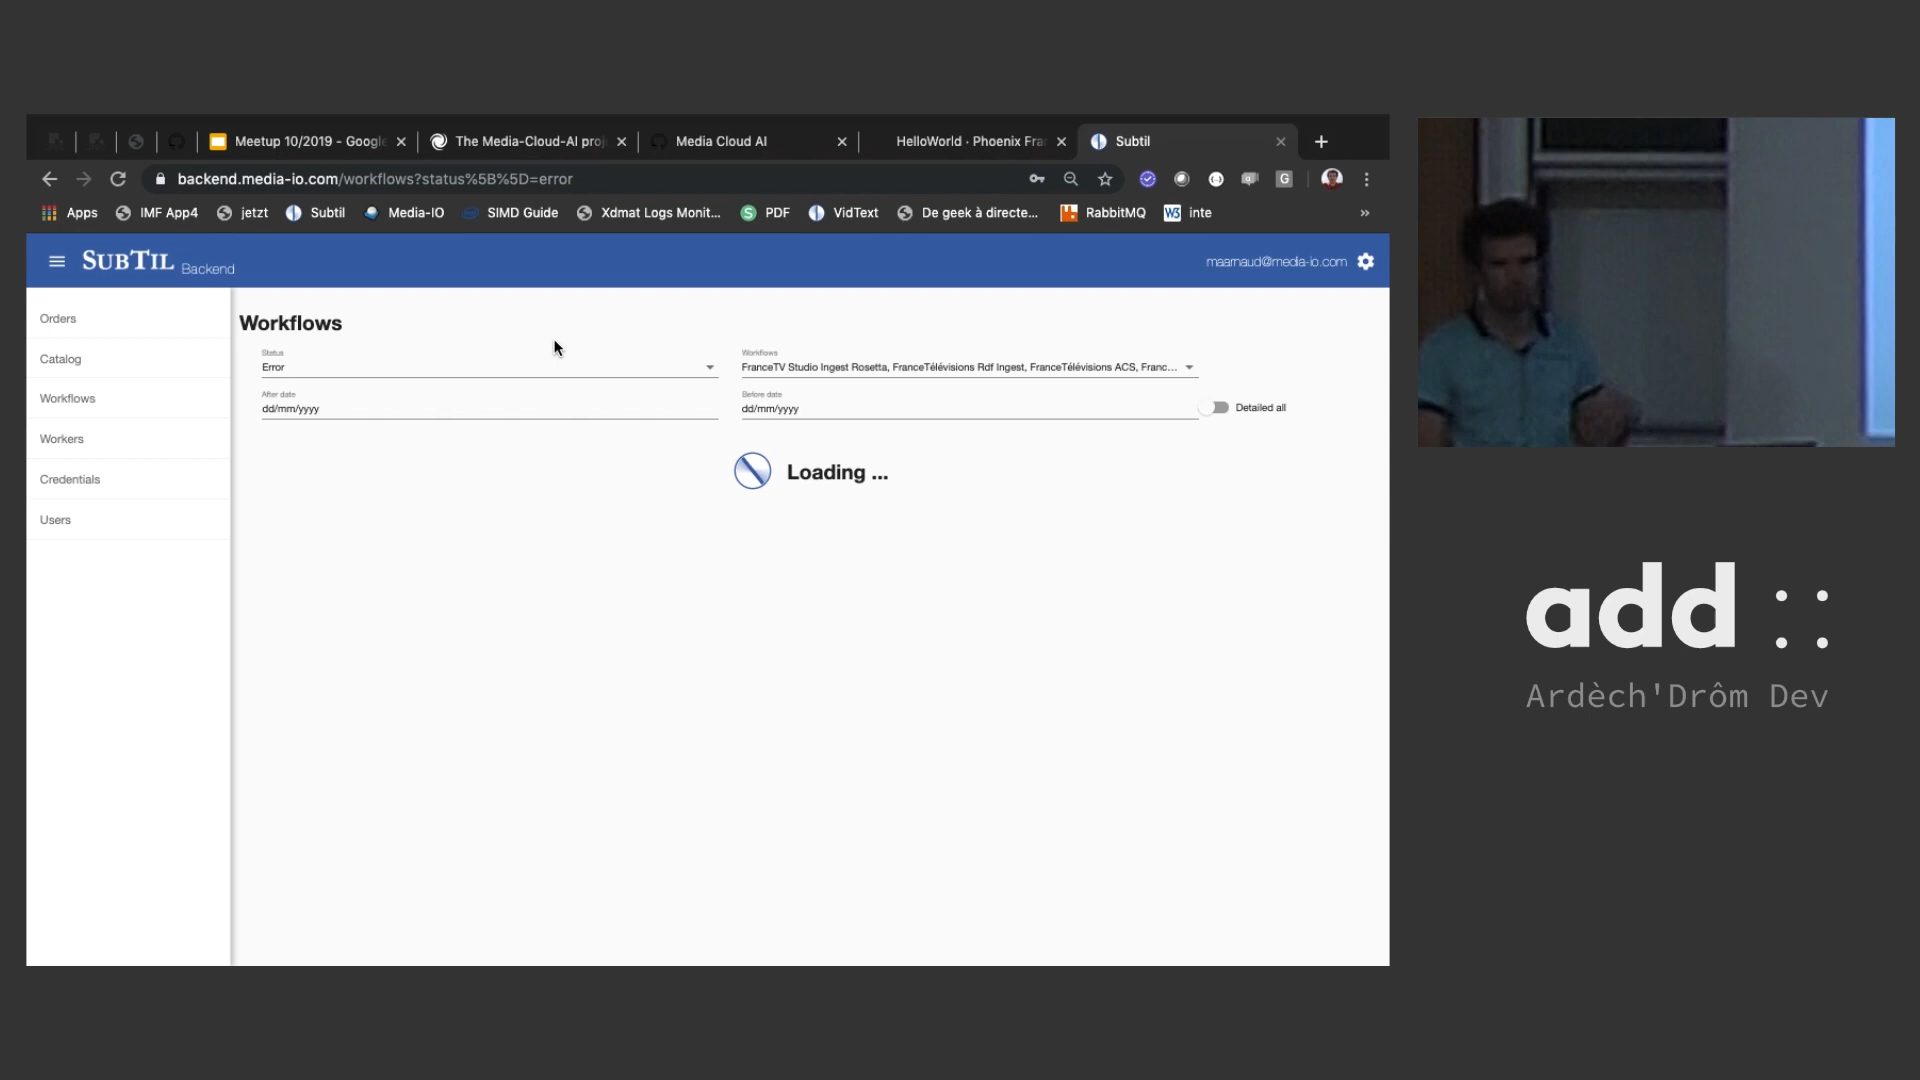 Meetup 10/2019 - Google
The Media-Cloud-AI proj
Media Cloud AI
HelloWorld · Phoenix Fra
Subtil
backend.media-io.com/workflows?status%5B%5D=error
Apps
IMF App4
jetzt
Subtil
Media-IO
SIMD Guide
Xdmat Logs Monit...
PDF
VidText
De geek à directe...
RabbitMQ
inte
SUBTIL Backend
maarnaud@media-io.com
Orders
Catalog
Workflows
Workers
Credentials
Users
Workflows
Status
Error
Workflows
FranceTV Studio Ingest Rosetta, FranceTélévisions Rdf Ingest, FranceTélévisions ACS, Franc...
After date
dd/mm/yyyy
Before date
dd/mm/yyyy
Detailed all
Loading ...
add ::
Ardèch'Drôm Dev